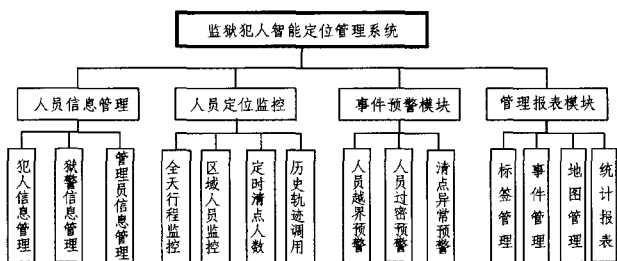 监狱犯人智能定位管理系统
人员信息管理
人员定位监控
事件预警模块
管理报表模块
犯人信息管理
狱警信息管理
管理员信息管理
全天行程监控
区域人员监控
定时清点人数
历史轨迹调用
人员越界预警
人员过密预警
清点异常预警
标签管理
事件管理
地图管理
统计报表